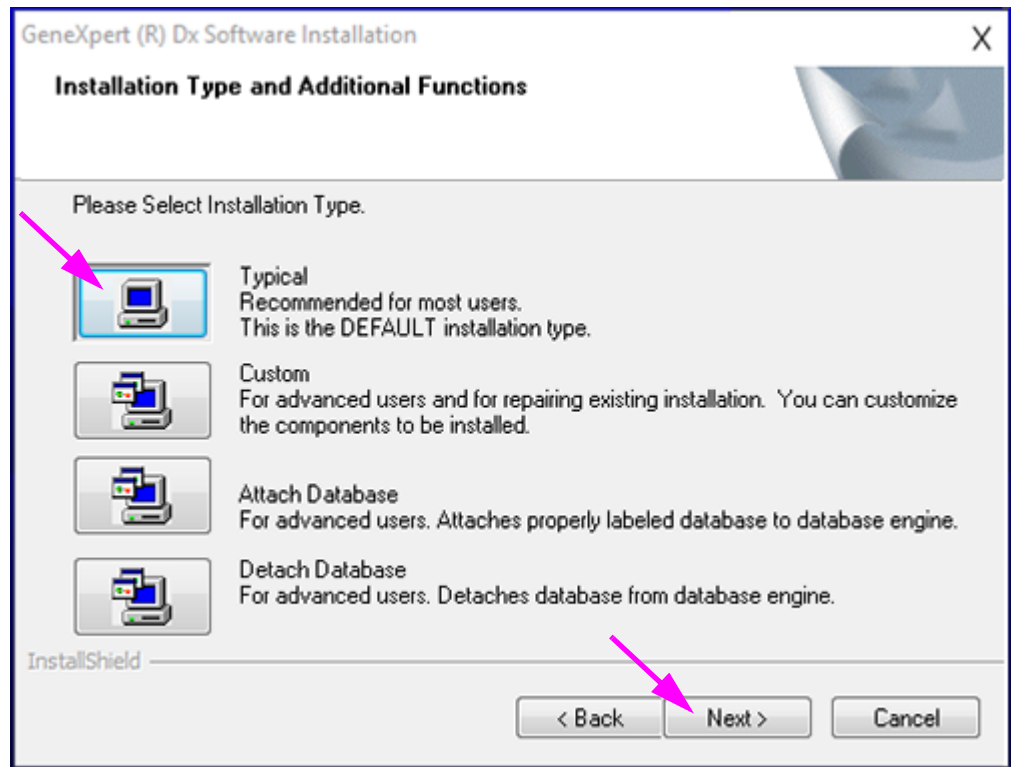 GeneXpert (R) Dx Software Installation
X
Installation Type and Additional Functions
Please Select Installation Type.
Typical
Recommended for most users.
This is the DEFAULT installation type.
Custom
For advanced users and for repairing existing installation.  You can customize
the components to be installed.
Attach Database
For advanced users. Attaches properly labeled database to database engine.
Detach Database
For advanced users. Detaches database from database engine.
InstallShield
< Back
Next >
Cancel